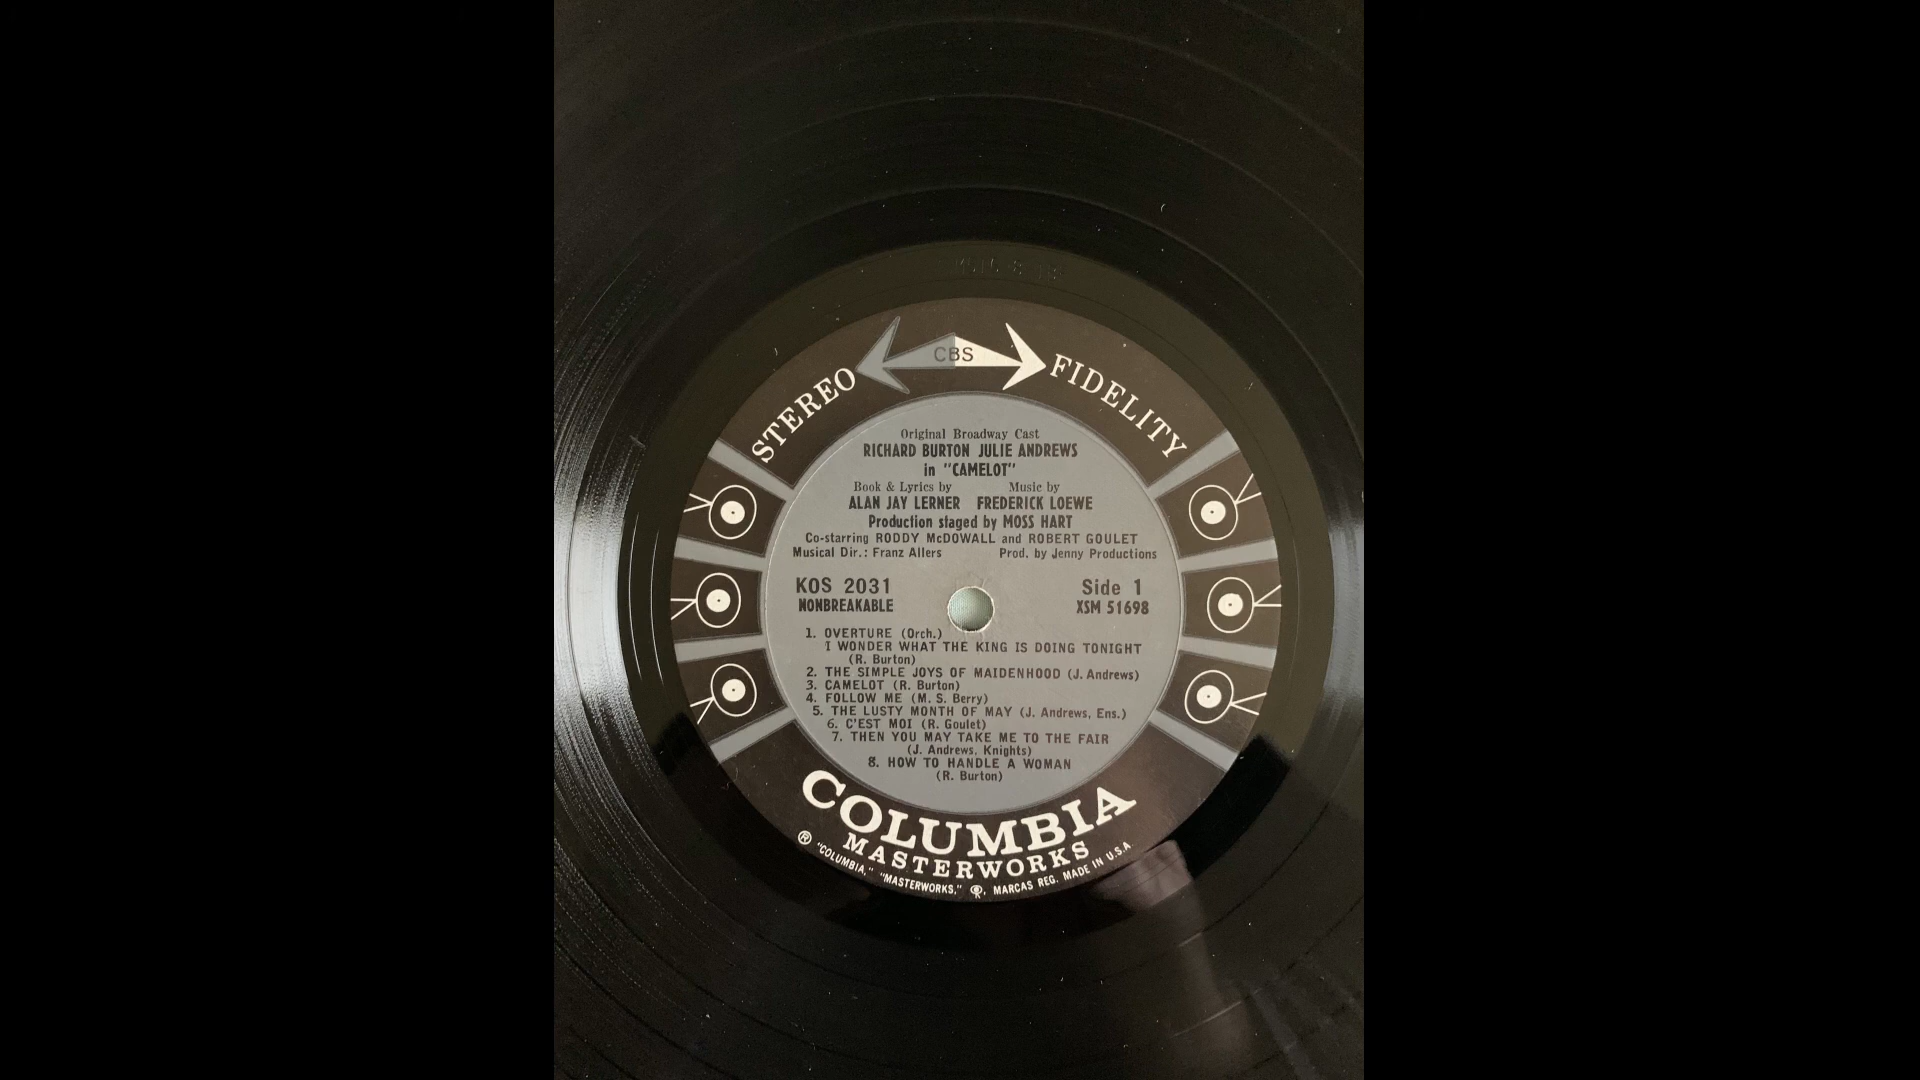 CBS
STEREO FIDELITY
Original Broadway Cast
RICHARD BURTON JULIE ANDREWS
in "CAMELOT"
Book & Lyrics by Music by
ALAN JAY LERNER FREDERICK LOEWE
Production staged by MOSS HART
Co-starring RODDY McDOWALL and ROBERT GOULET
Musical Dir.: Franz Allers Prod. by Jenny Productions
KOS 2031 Side 1
NONBREAKABLE XSM 51698
1. OVERTURE (Orch.)
I WONDER WHAT THE KING IS DOING TONIGHT
(R. Burton)
2. THE SIMPLE JOYS OF MAIDENHOOD (J. Andrews)
3. CAMELOT (R. Burton)
4. FOLLOW ME (M. S. Berry)
5. THE LUSTY MONTH OF MAY (J. Andrews, Ens.)
6. C'EST MOI (R. Goulet)
7. THEN YOU MAY TAKE ME TO THE FAIR
(J. Andrews, Knights)
8. HOW TO HANDLE A WOMAN
(R. Burton)
COLUMBIA
MASTERWORKS
® "COLUMBIA," "MASTERWORKS," MARCAS REG. MADE IN U.S.A.